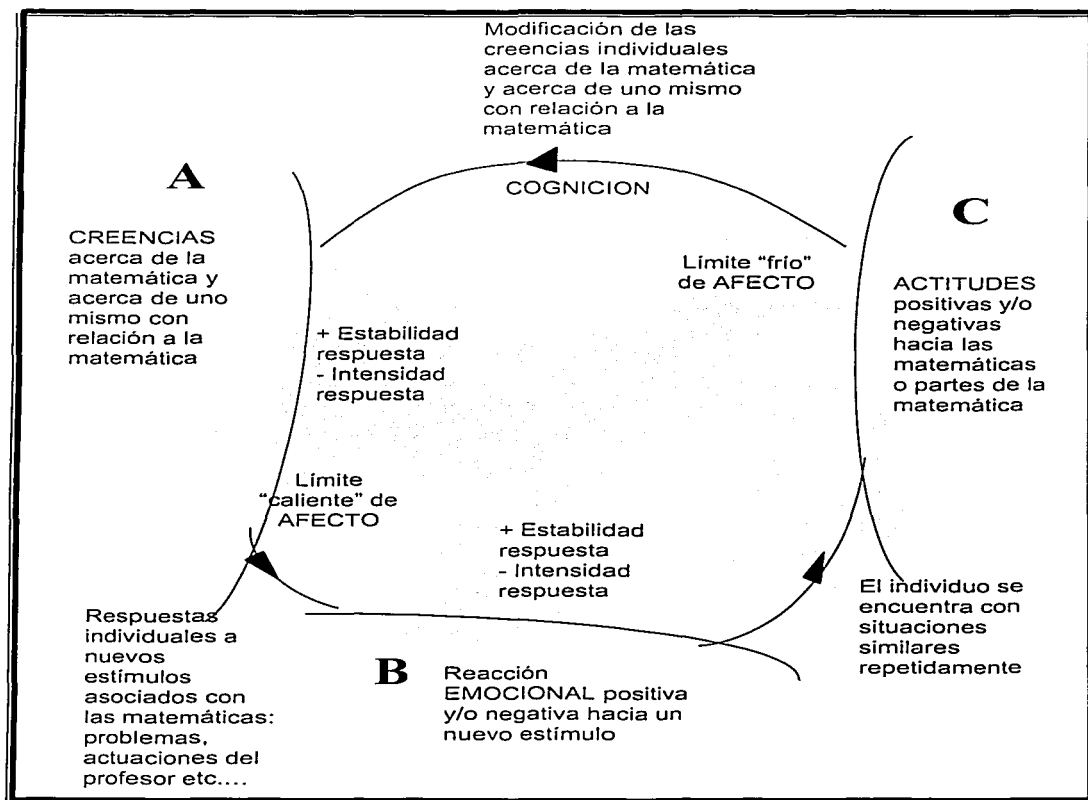 Modificación de las
creencias individuales
acerca de la matemática
y acerca de uno mismo
con relación a la
matemática
COGNICION
A
CREENCIAS
acerca de la
matemática y
acerca de uno
mismo con
relación a la
matemática
C
Límite "frío"
de AFECTO
ACTITUDES
positivas y/o
negativas
hacia las
matemáticas
o partes de la
matemática
+ Estabilidad
respuesta
- Intensidad
respuesta
Límite
"caliente" de
AFECTO
+ Estabilidad
respuesta
- Intensidad
respuesta
El individuo se
encuentra con
situaciones
similares
repetidamente
Respuestas
individuales a
nuevos
estímulos
asociados con
las matemáticas:
problemas,
actuaciones del
profesor etc....
B
Reacción
EMOCIONAL positiva
y/o negativa hacia un
nuevo estímulo